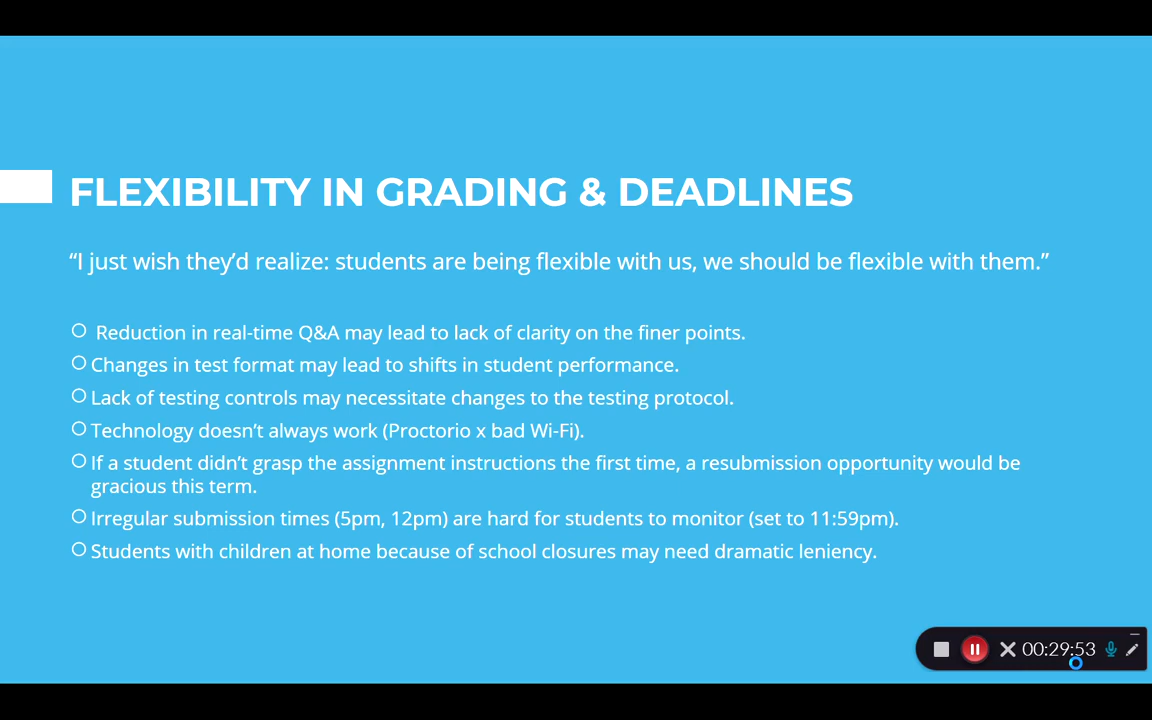 FLEXIBILITY IN GRADING & DEADLINES
“I just wish they’d realize: students are being flexible with us, we should be flexible with them.”
Reduction in real-time Q&A may lead to lack of clarity on the finer points.
Changes in test format may lead to shifts in student performance.
Lack of testing controls may necessitate changes to the testing protocol.
Technology doesn’t always work (Proctorio x bad Wi-Fi).
If a student didn’t grasp the assignment instructions the first time, a resubmission opportunity would be
gracious this term.
Irregular submission times (5pm, 12pm) are hard for students to monitor (set to 11:59pm).
Students with children at home because of school closures may need dramatic leniency.
00:29:53